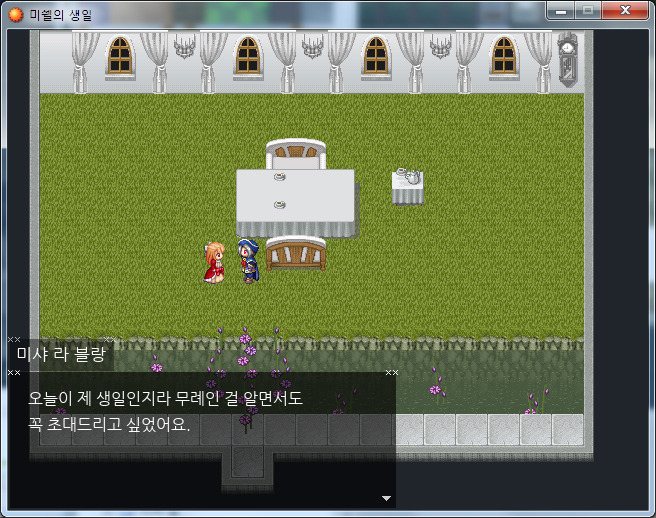 미쉘의 생일
미샤 라 블랑
오늘이 제 생일인지라 무례인 걸 알면서도
꼭 초대드리고 싶었어요.